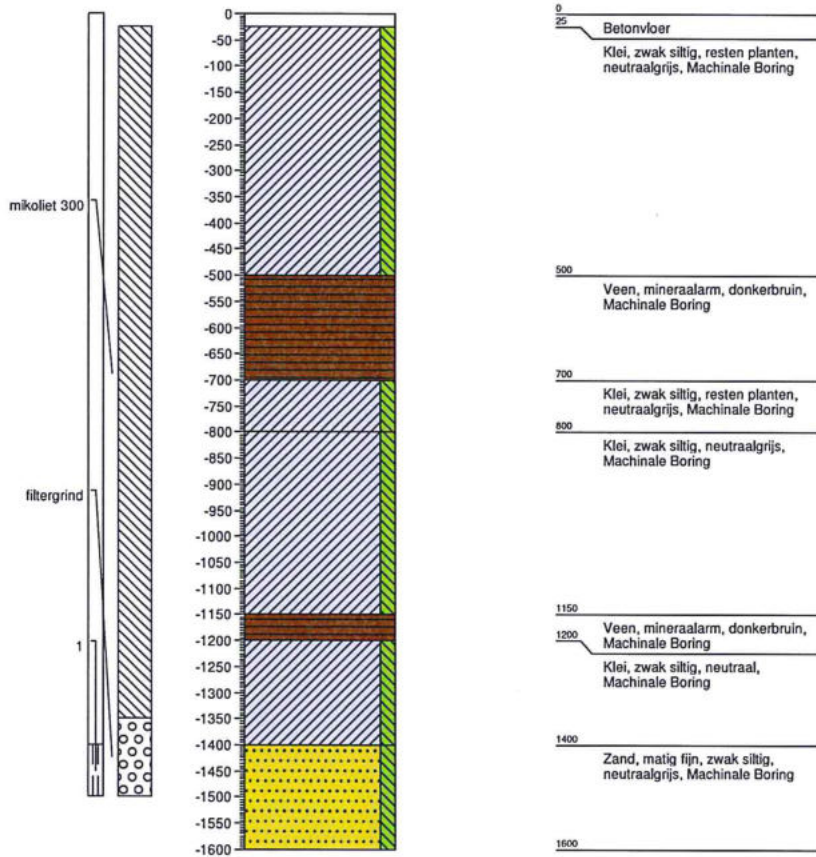 mikoliet 300
filtergrind
1
0
-50
-100
-150
-200
-250
-300
-350
-400
-450
-500
-550
-600
-650
-700
-750
-800
-850
-900
-950
-1000
-1050
-1100
-1150
-1200
-1250
-1300
-1350
-1400
-1450
-1500
-1550
-1600
0
25
Betonvloer
Klei, zwak siltig, resten planten,
neutraalgrijs, Machinale Boring
500
Veen, mineraalarm, donkerbruin,
Machinale Boring
700
Klei, zwak siltig, resten planten,
neutraalgrijs, Machinale Boring
800
Klei, zwak siltig, neutraalgrijs,
Machinale Boring
1150
Veen, mineraalarm, donkerbruin,
Machinale Boring
1200
Klei, zwak siltig, neutraal,
Machinale Boring
1400
Zand, matig fijn, zwak siltig,
neutraalgrijs, Machinale Boring
1600